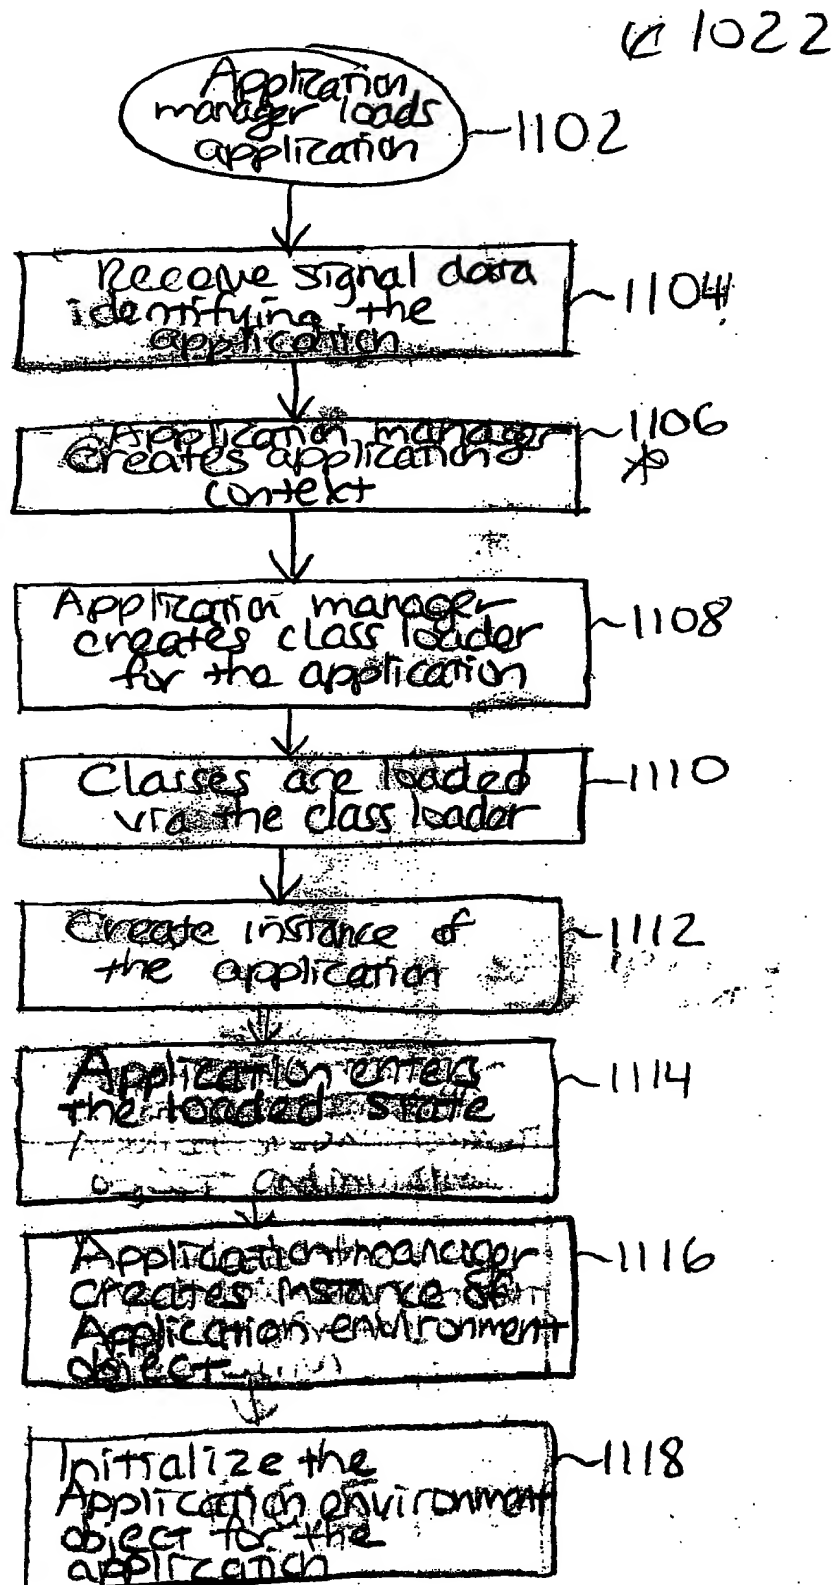 1022
Application
manager loads
application
1102
Receive signal data
identifying the
application
1104
Application manager
creates application
context
1106
Application manager
creates class loader
for the application
1108
Classes are loaded
via the class loader
1110
Create instance of
the application
1112
Application enters
the loaded state
1114
Application manager
creates instance of
Application environment
object
1116
Initialize the
Application environment
object for the
application
1118